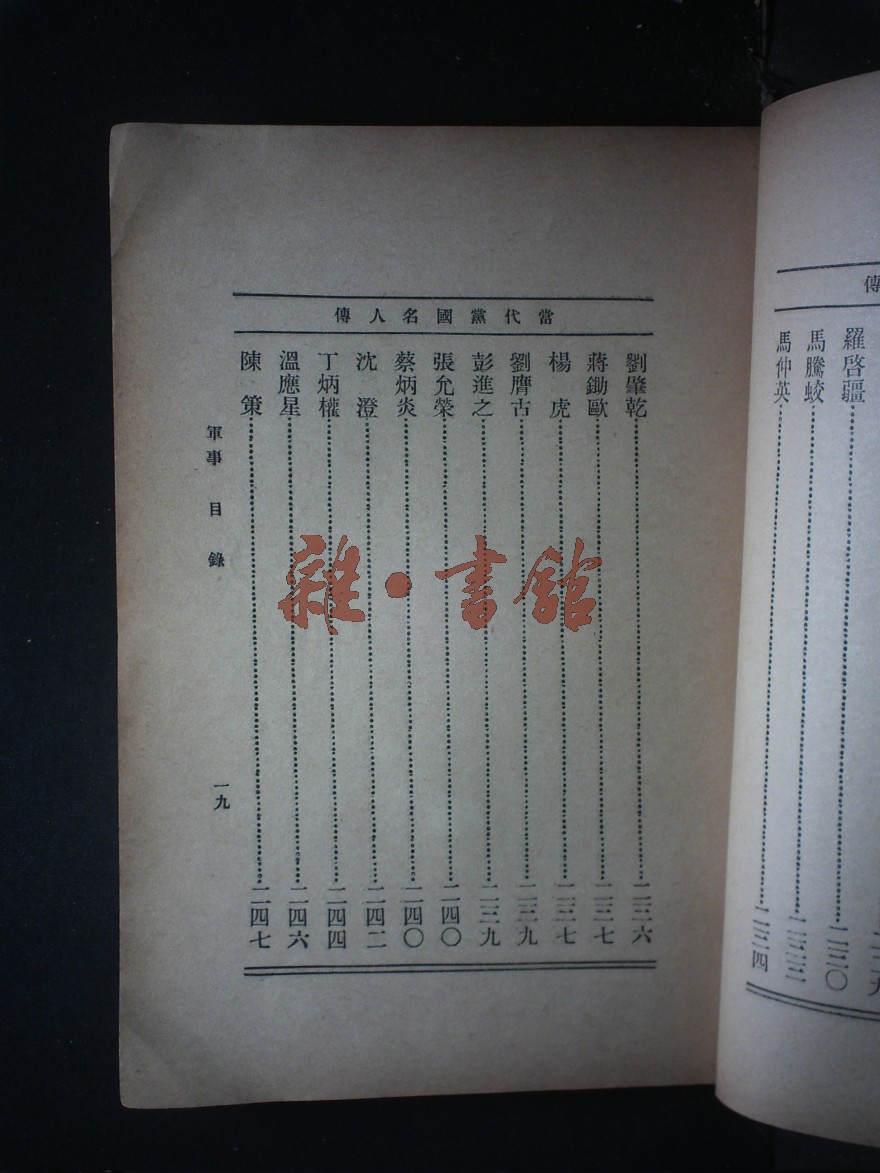 傳
羅啓疆 二三〇
馬騰蛟
馬仲英 二三四
當代黨國名人傳
劉肇乾 二三六
蔣鋤歐 二三七
楊虎 二三七
劉膺古 二三九
彭進之 二三九
張允榮 二四〇
蔡炳炎 二四〇
沈澄 二四二
丁炳權 二四四
溫應星 二四六
陳策 二四七
軍事 目錄
一九
雜·書館